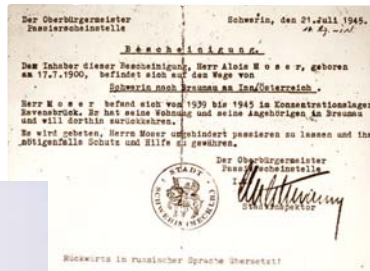 Der Oberbürgermeister Schwerin, den 21.Juli 1945.
Passierscheinstelle
Bescheinigung.
Dem Inhaber dieser Bescheinigung, Herr Alois Moser, geboren
am 17.7.1900, befindet sich auf dem Wege von
Schwerin nach Braunau am Inn/Österreich.
Herr Moser befand sich von 1939 bis 1945 im Konzentrationslager
Ravensbrück. Er hat seine Wohnung und seine Angehörigen in Braunau
und will dorthin zurückkehren.
Es wird gebeten, Herrn Moser ungehindert passieren zu lassen und ihm
nötigenfalls Schutz und Hilfe zu gewähren.
Der Oberbürgermeister
Passierscheinstelle
Stadtinspektor
STADT
SCHWERIN (MECKLB)
Rückwärts in russischer Sprache übersetzt!